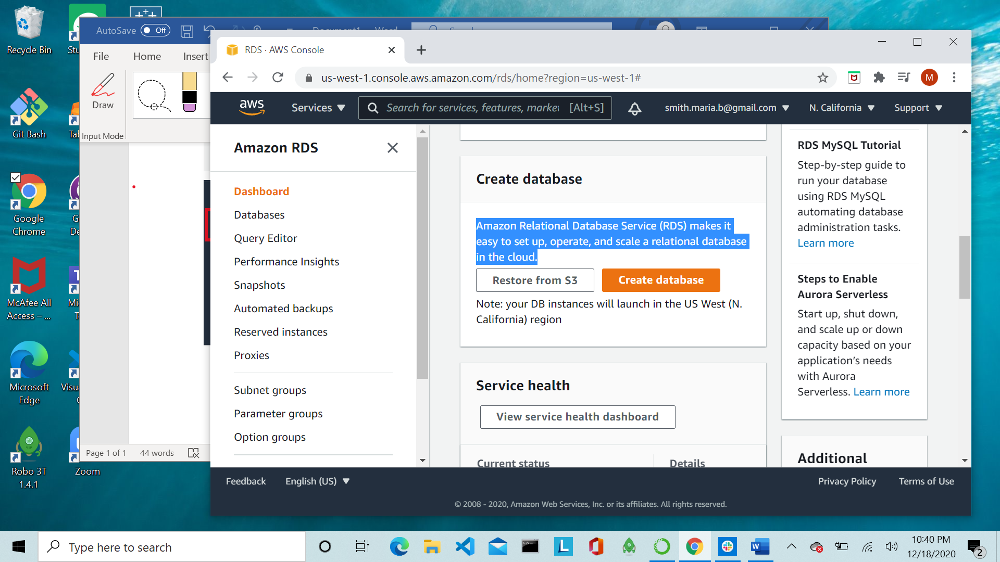 Recycle Bin
Git Bash
Google
Chrome
McAfee All
Access – ...
Microsoft
Edge
Robo 3T
1.4.1
Zoom
AutoSave Off
File Home Insert
Draw
Input Mode
Page 1 of 1 44 words
RDS · AWS Console
us-west-1.console.aws.amazon.com/rds/home?region=us-west-1#
M
aws Services Search for services, features, market [Alt+S] smith.maria.b@gmail.com N. California Support
Amazon RDS
Dashboard
Databases
Query Editor
Performance Insights
Snapshots
Automated backups
Reserved instances
Proxies
Subnet groups
Parameter groups
Option groups
Create database
Amazon Relational Database Service (RDS) makes it
easy to set up, operate, and scale a relational database
in the cloud.
Restore from S3 Create database
Note: your DB instances will launch in the US West (N.
California) region
Service health
View service health dashboard
Current status Details
RDS MySQL Tutorial
Step-by-step guide to
run your database
using RDS MySQL
automating database
administration tasks.
Learn more
Steps to Enable
Aurora Serverless
Start up, shut down,
and scale up or down
capacity based on your
application’s needs
with Aurora
Serverless. Learn more
Additional
Feedback English (US) Privacy Policy Terms of Use
© 2008 - 2020, Amazon Web Services, Inc. or its affiliates. All rights reserved.
Type here to search
10:40 PM
12/18/2020
2